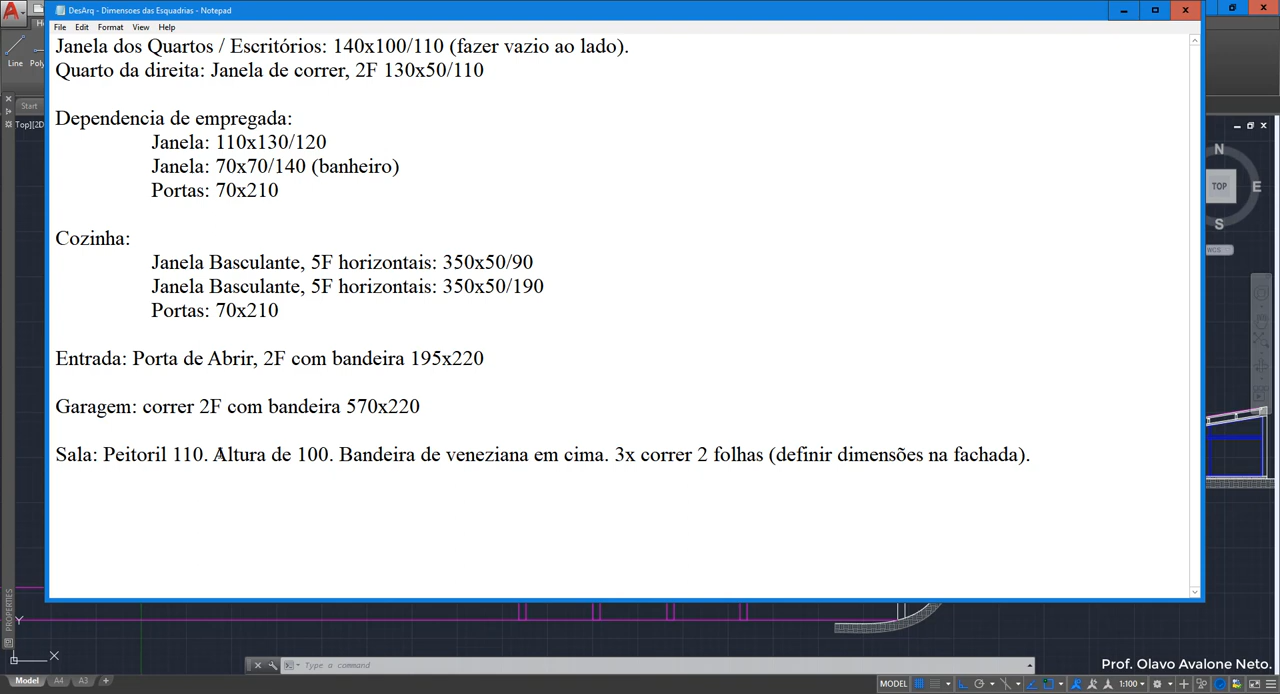 DesArq - Dimensoes das Esquadrias - Notepad
File Edit Format View Help
Janela dos Quartos / Escritórios: 140x100/110 (fazer vazio ao lado).
Quarto da direita: Janela de correr, 2F 130x50/110
Dependencia de empregada:
Janela: 110x130/120
Janela: 70x70/140 (banheiro)
Portas: 70x210
Cozinha:
Janela Basculante, 5F horizontais: 350x50/90
Janela Basculante, 5F horizontais: 350x50/190
Portas: 70x210
Entrada: Porta de Abrir, 2F com bandeira 195x220
Garagem: correr 2F com bandeira 570x220
Sala: Peitoril 110. Altura de 100. Bandeira de veneziana em cima. 3x correr 2 folhas (definir dimensões na fachada).
Line
Start
N
TOP
E
S
WCS
PROPERTIES
Y
X
Type a command
Prof. Olavo Avalone Neto.
Model A4 A3 +
MODEL
1:100